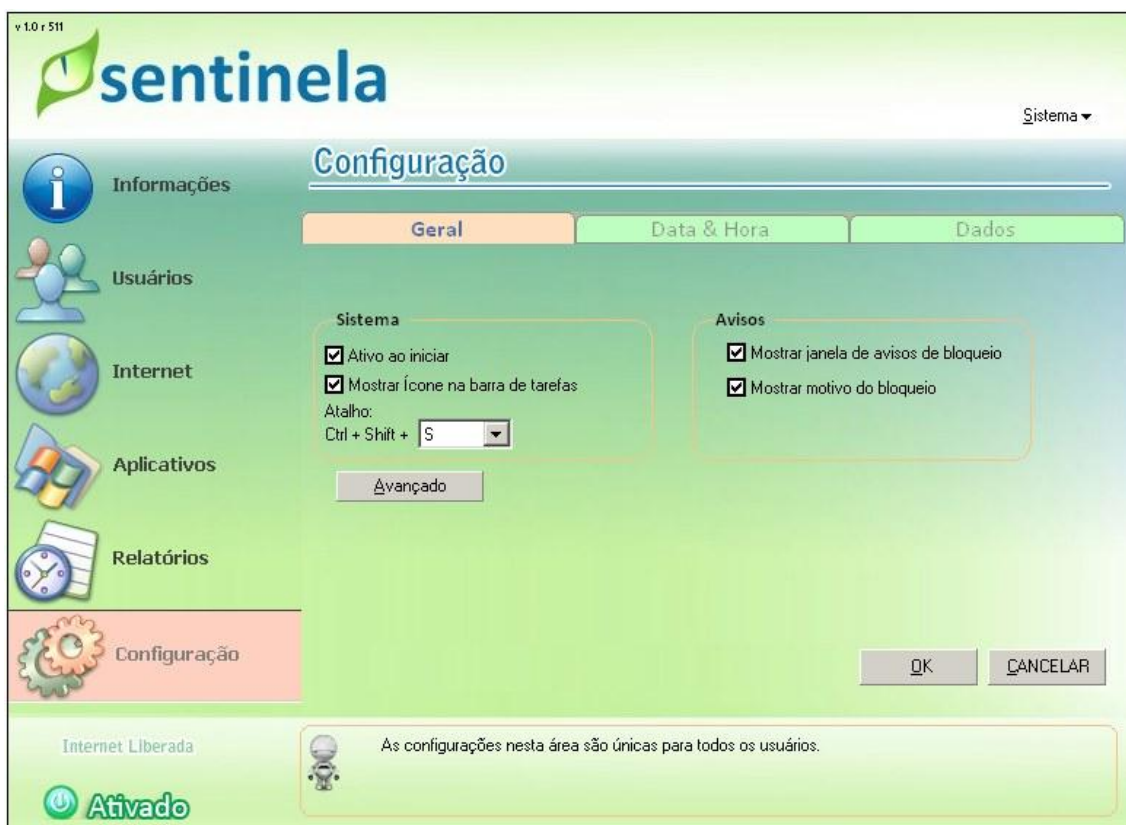 v 1.0 r 511
sentinela
Sistema
Configuração
Informações
Usuários
Internet
Aplicativos
Relatórios
Configuração
Geral
Data & Hora
Dados
Sistema
Ativo ao iniciar
Mostrar Ícone na barra de tarefas
Atalho:
Ctrl + Shift + S
Avançado
Avisos
Mostrar janela de avisos de bloqueio
Mostrar motivo do bloqueio
OK
CANCELAR
Internet Liberada
Ativado
As configurações nesta área são únicas para todos os usuários.